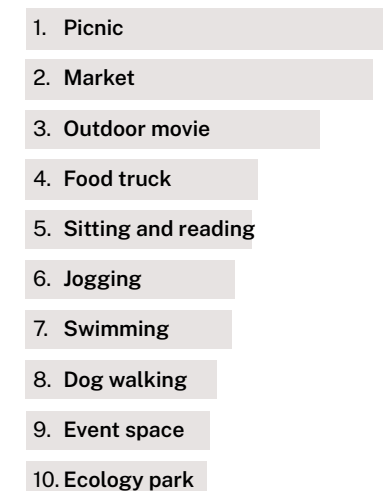 1. Picnic
2. Market
3. Outdoor movie
4. Food truck
5. Sitting and reading
6. Jogging
7. Swimming
8. Dog walking
9. Event space
10. Ecology park